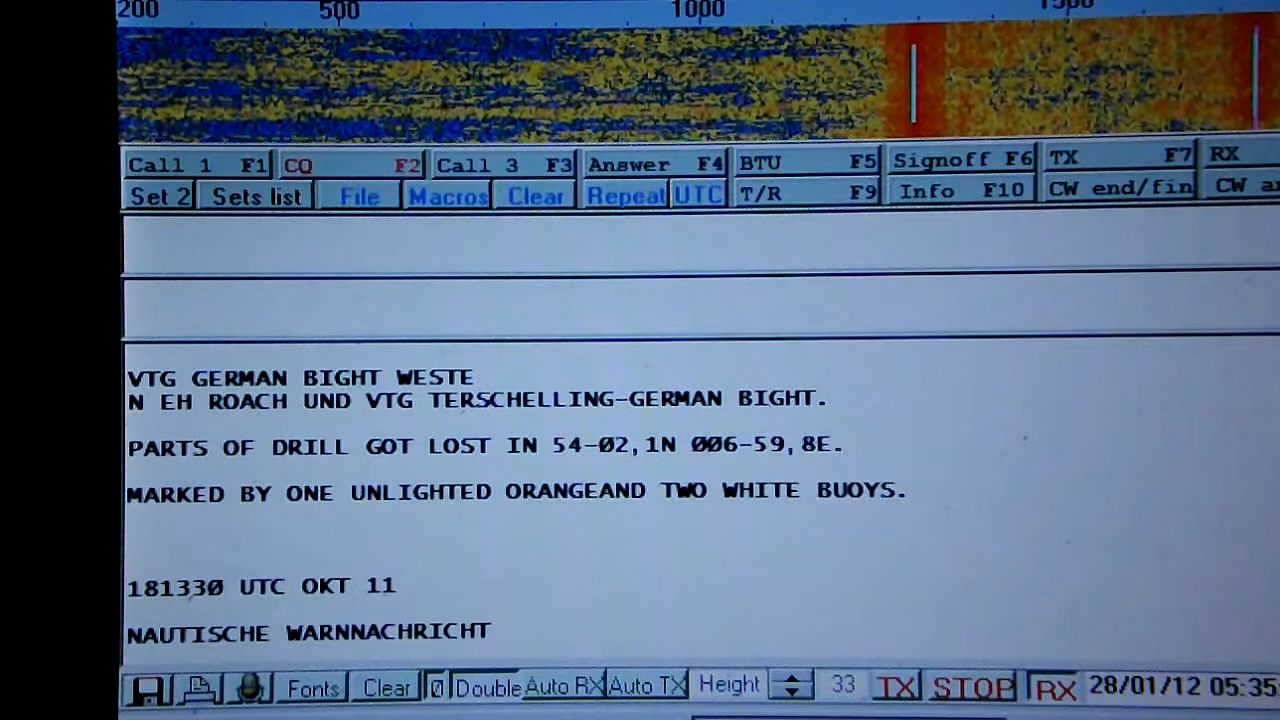 200 500 1000 1500
Call 1 F1 CQ F2 Call 3 F3 Answer F4 BTU F5 Signoff F6 TX F7 RX
Set 2 Sets list File Macros Clear Repeat UTC T/R F9 Info F10 CW end/fin CW
VTG GERMAN BIGHT WESTE
N EH ROACH UND VTG TERSCHELLING-GERMAN BIGHT.
PARTS OF DRILL GOT LOST IN 54-02,1N 006-59,8E.
MARKED BY ONE UNLIGHTED ORANGEAND TWO WHITE BUOYS.
181330 UTC OKT 11
NAUTISCHE WARNNACHRICHT
Fonts Clear 0 Double Auto RX Auto TX Height 33 TX STOP RX 28/01/12 05:35